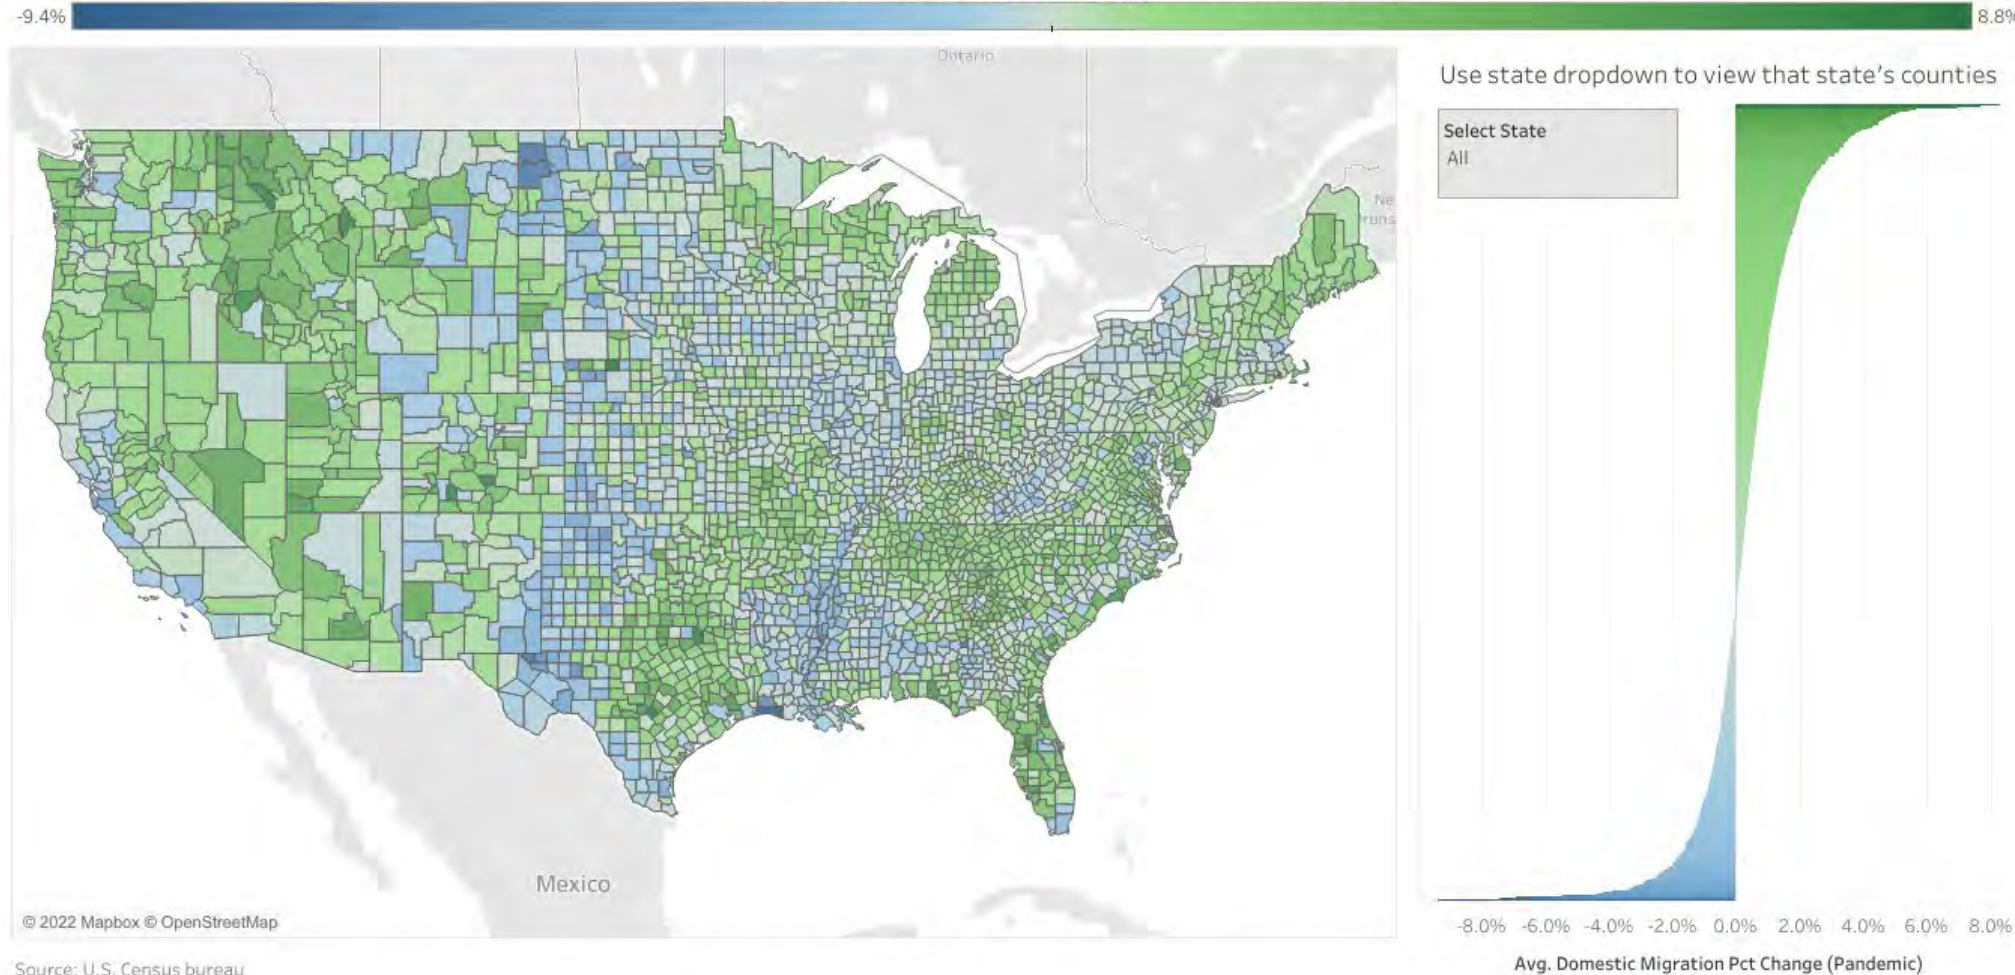 -9.4%
8.8%
Ontario
Use state dropdown to view that state's counties
Select State
All
Ne
runs
Mexico
© 2022 Mapbox © OpenStreetMap
-8.0% -6.0% -4.0% -2.0% 0.0% 2.0% 4.0% 6.0% 8.0%
Avg. Domestic Migration Pct Change (Pandemic)
Source: U.S. Census bureau